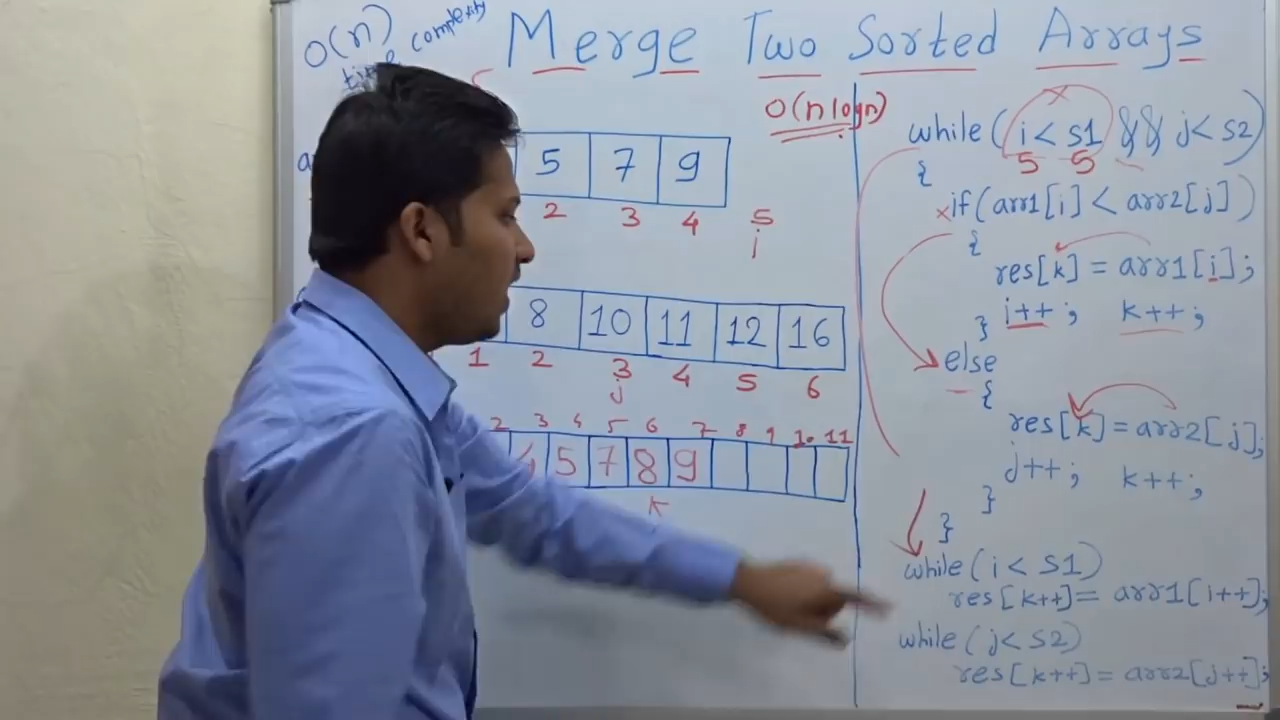 O(n)
time complexity
Merge Two Sorted Arrays
O(nlogn)
5 7 9
2 3 4 5
i
8 10 11 12 16
1 2 3 4 5 6
j
2 3 4 5 6 7 8 9 10 11
4 5 7 8 9
k
while (i < s1 && j < s2)
5 5
{
if(arr1[i] < arr2[j])
{
res[k] = arr1[i];
i++; k++;
}
else
{
res[k] = arr2[j];
j++; k++;
}
}
while (i < s1)
res[k++] = arr1[i++];
while (j < s2)
res[k++] = arr2[j++];